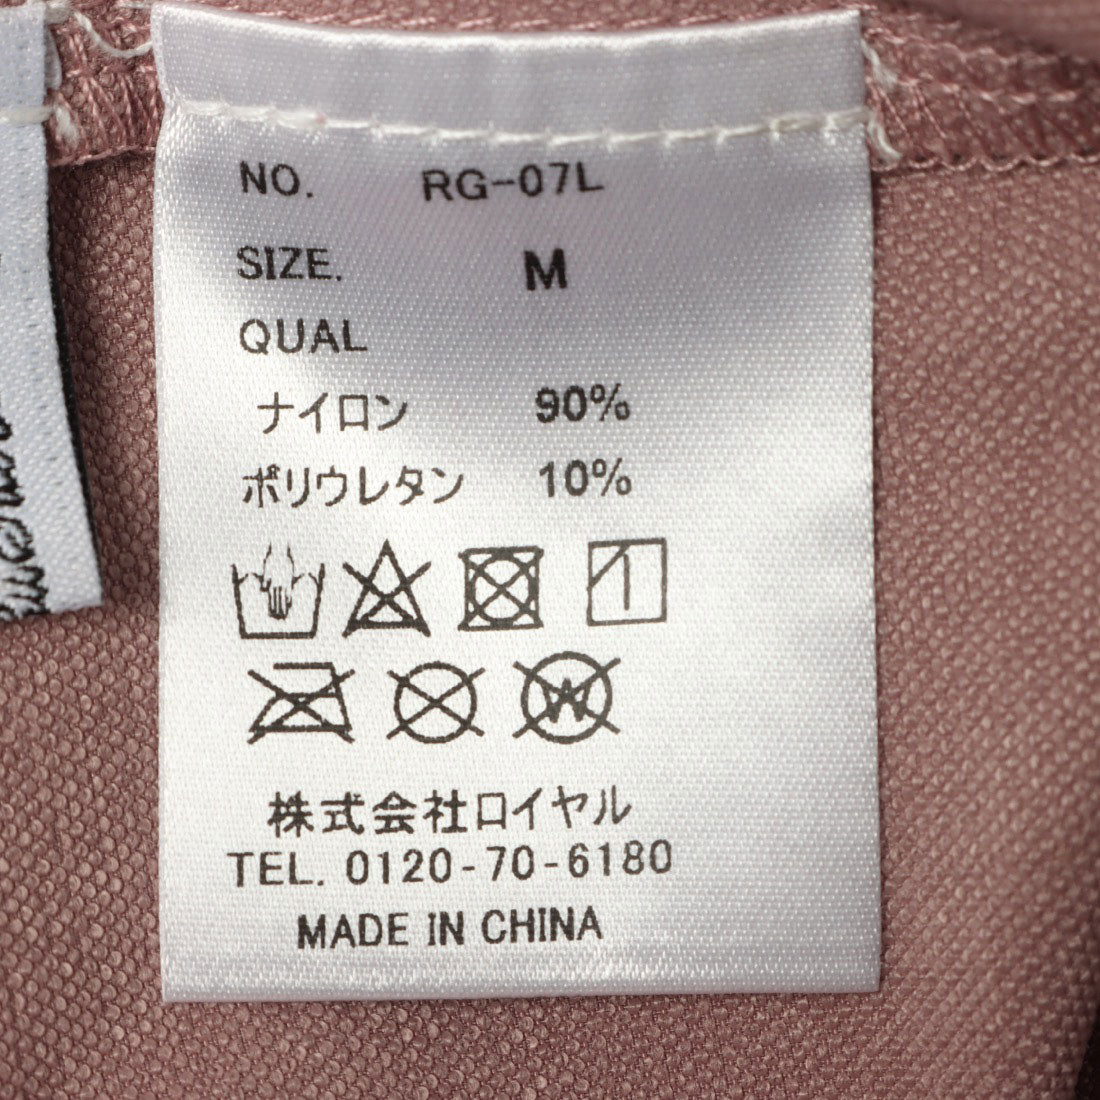 NO. RG-07L
SIZE. M
QUAL
ナイロン 90%
ポリウレタン 10%
株式会社ロイヤル
TEL. 0120-70-6180
MADE IN CHINA